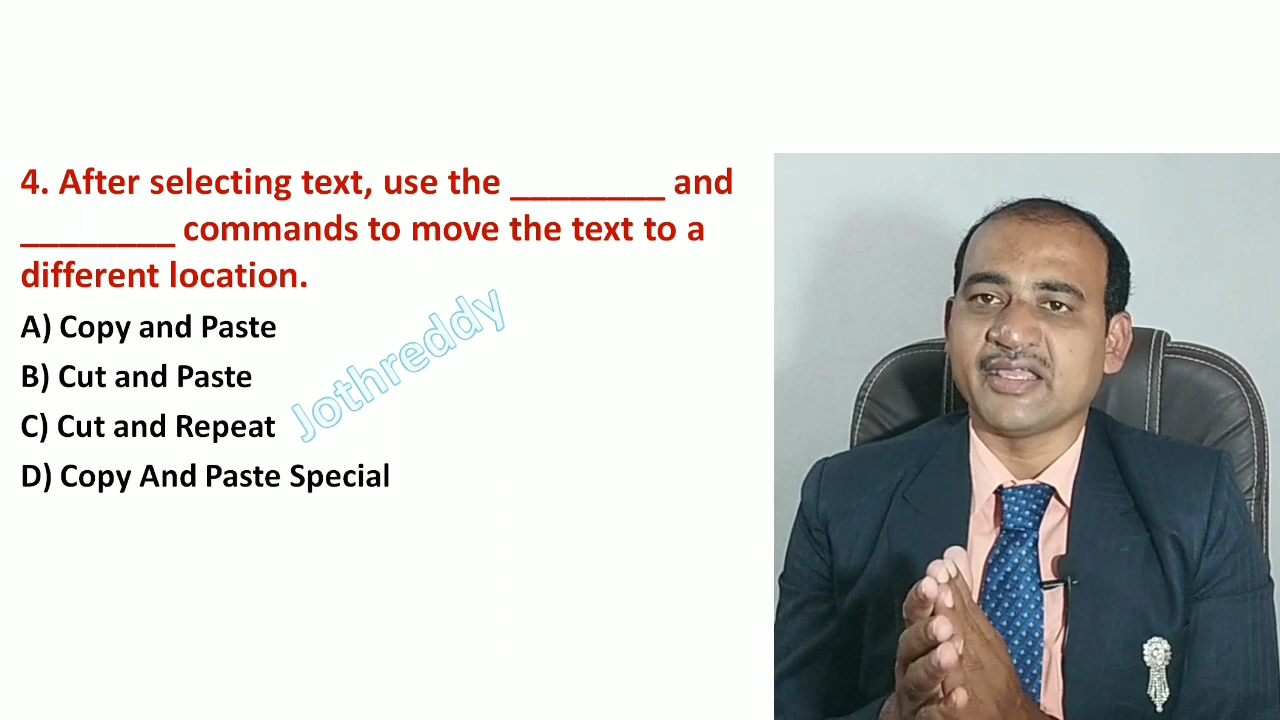 4. After selecting text, use the ________ and
________ commands to move the text to a
different location.
A) Copy and Paste
B) Cut and Paste
C) Cut and Repeat
D) Copy And Paste Special
Jothreddy